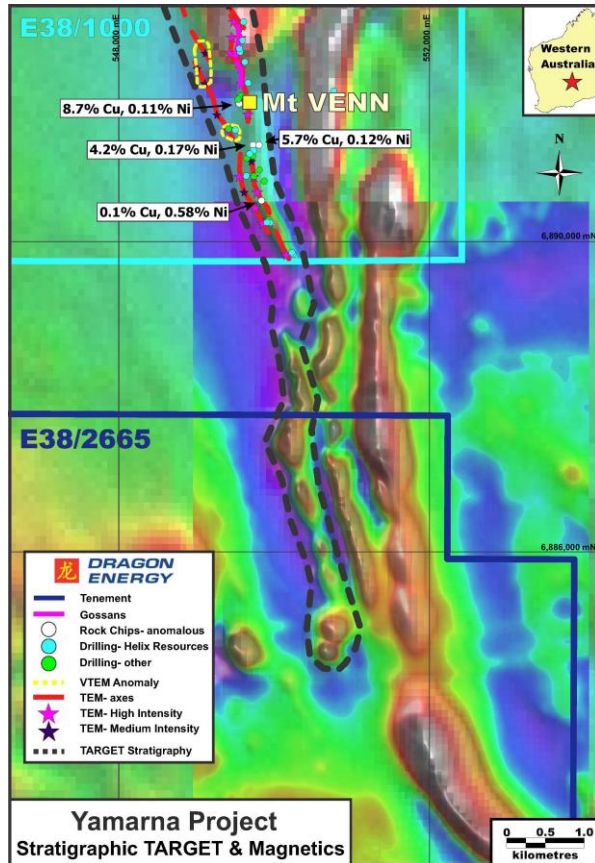 E38/1000
548,000 mE
552,000 mE
Western
Australia
Mt VENN
8.7% Cu, 0.11% Ni
5.7% Cu, 0.12% Ni
4.2% Cu, 0.17% Ni
N
0.1% Cu, 0.58% Ni
6,890,000 mN
E38/2665
6,886,000 mN
龙 DRAGON
ENERGY
Tenement
Gossans
Rock Chips- anomalous
Drilling- Helix Resources
Drilling- other
VTEM Anomaly
TEM- axes
TEM- High Intensity
TEM- Medium Intensity
TARGET Stratigraphy
Yamarna Project
Stratigraphic TARGET & Magnetics
0 0.5 1.0
kilometres